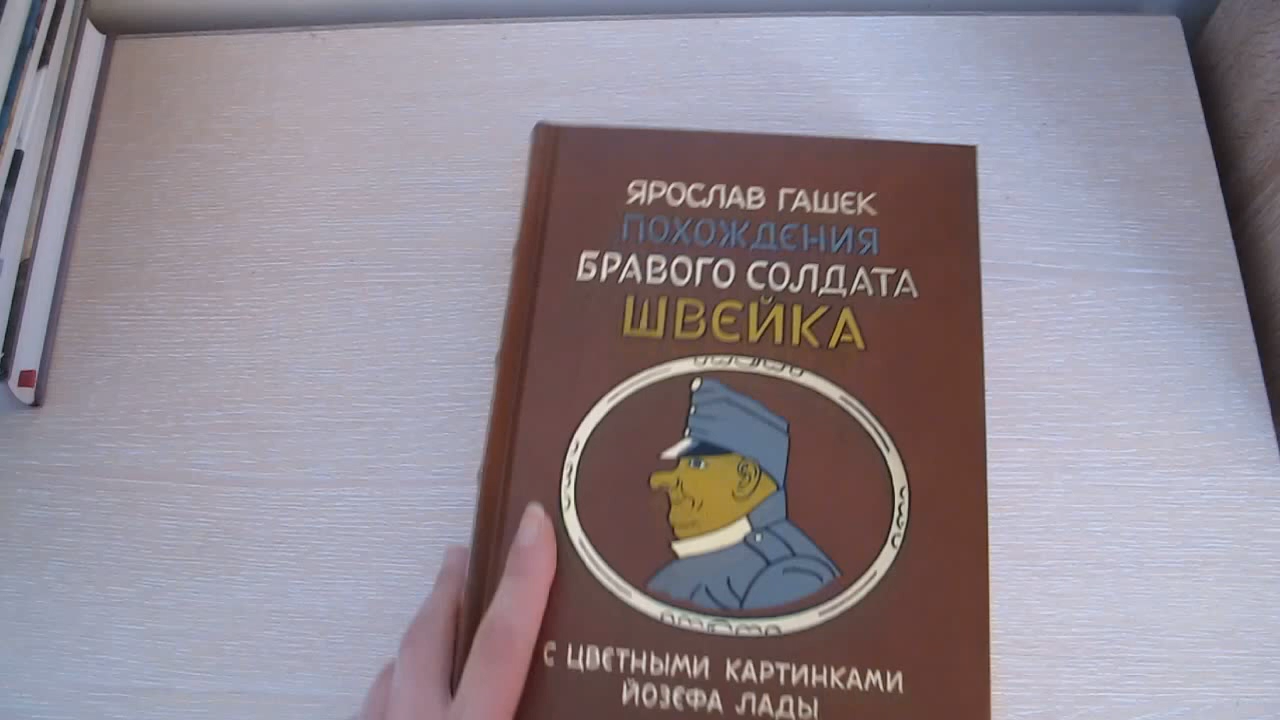 ЯРОСЛАВ ГАШЕК
ПОХОЖДЕНИЯ
БРАВОГО СОЛДАТА
ШВЕЙКА
С ЦВЕТНЫМИ КАРТИНКАМИ
ЙОЗЕФА ЛАДЫ